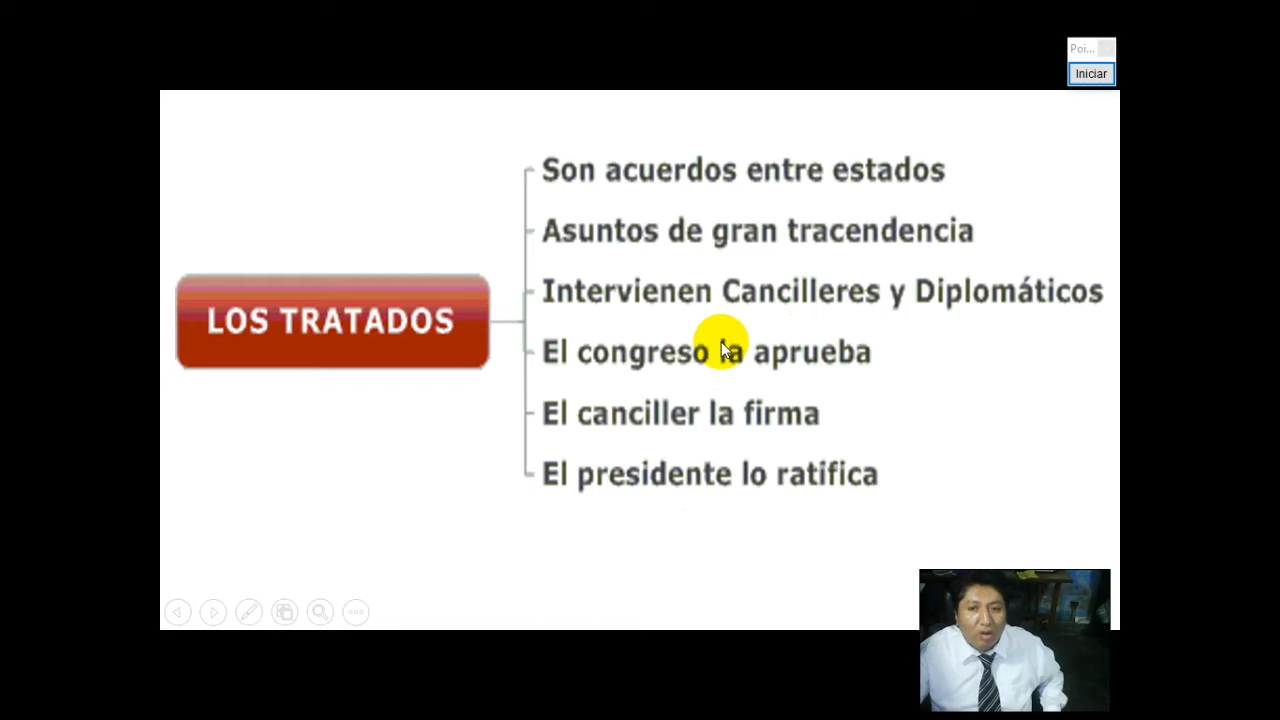 Poi...
Iniciar
Son acuerdos entre estados
Asuntos de gran tracendencia
Intervienen Cancilleres y Diplomáticos
LOS TRATADOS
El congreso la aprueba
El canciller la firma
El presidente lo ratifica